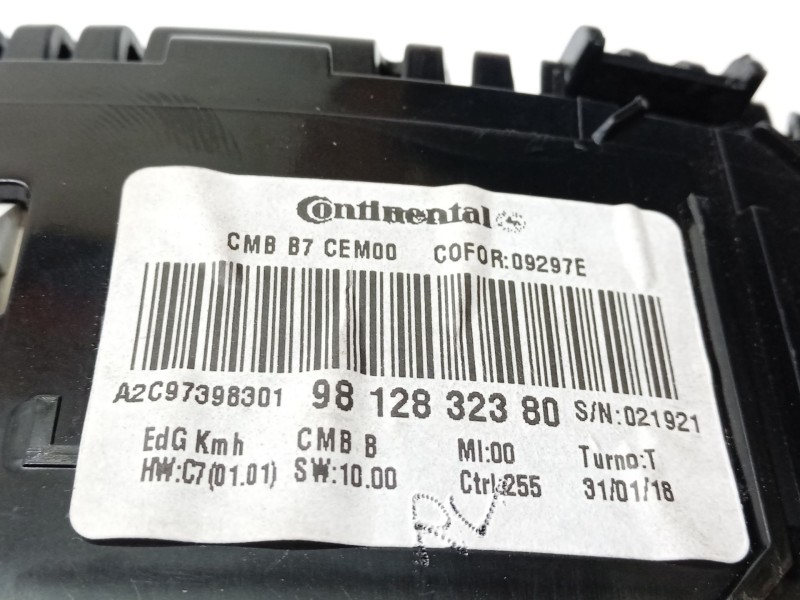 Continental
CMB B7 CEM00 COFOR:09297E
A2C97398301 98 128 323 80 S/N:021921
EdG Kmh CMB B MI:00 Turno:T
HW:C7(01.01) SW:10.00 Ctrl:255 31/01/18